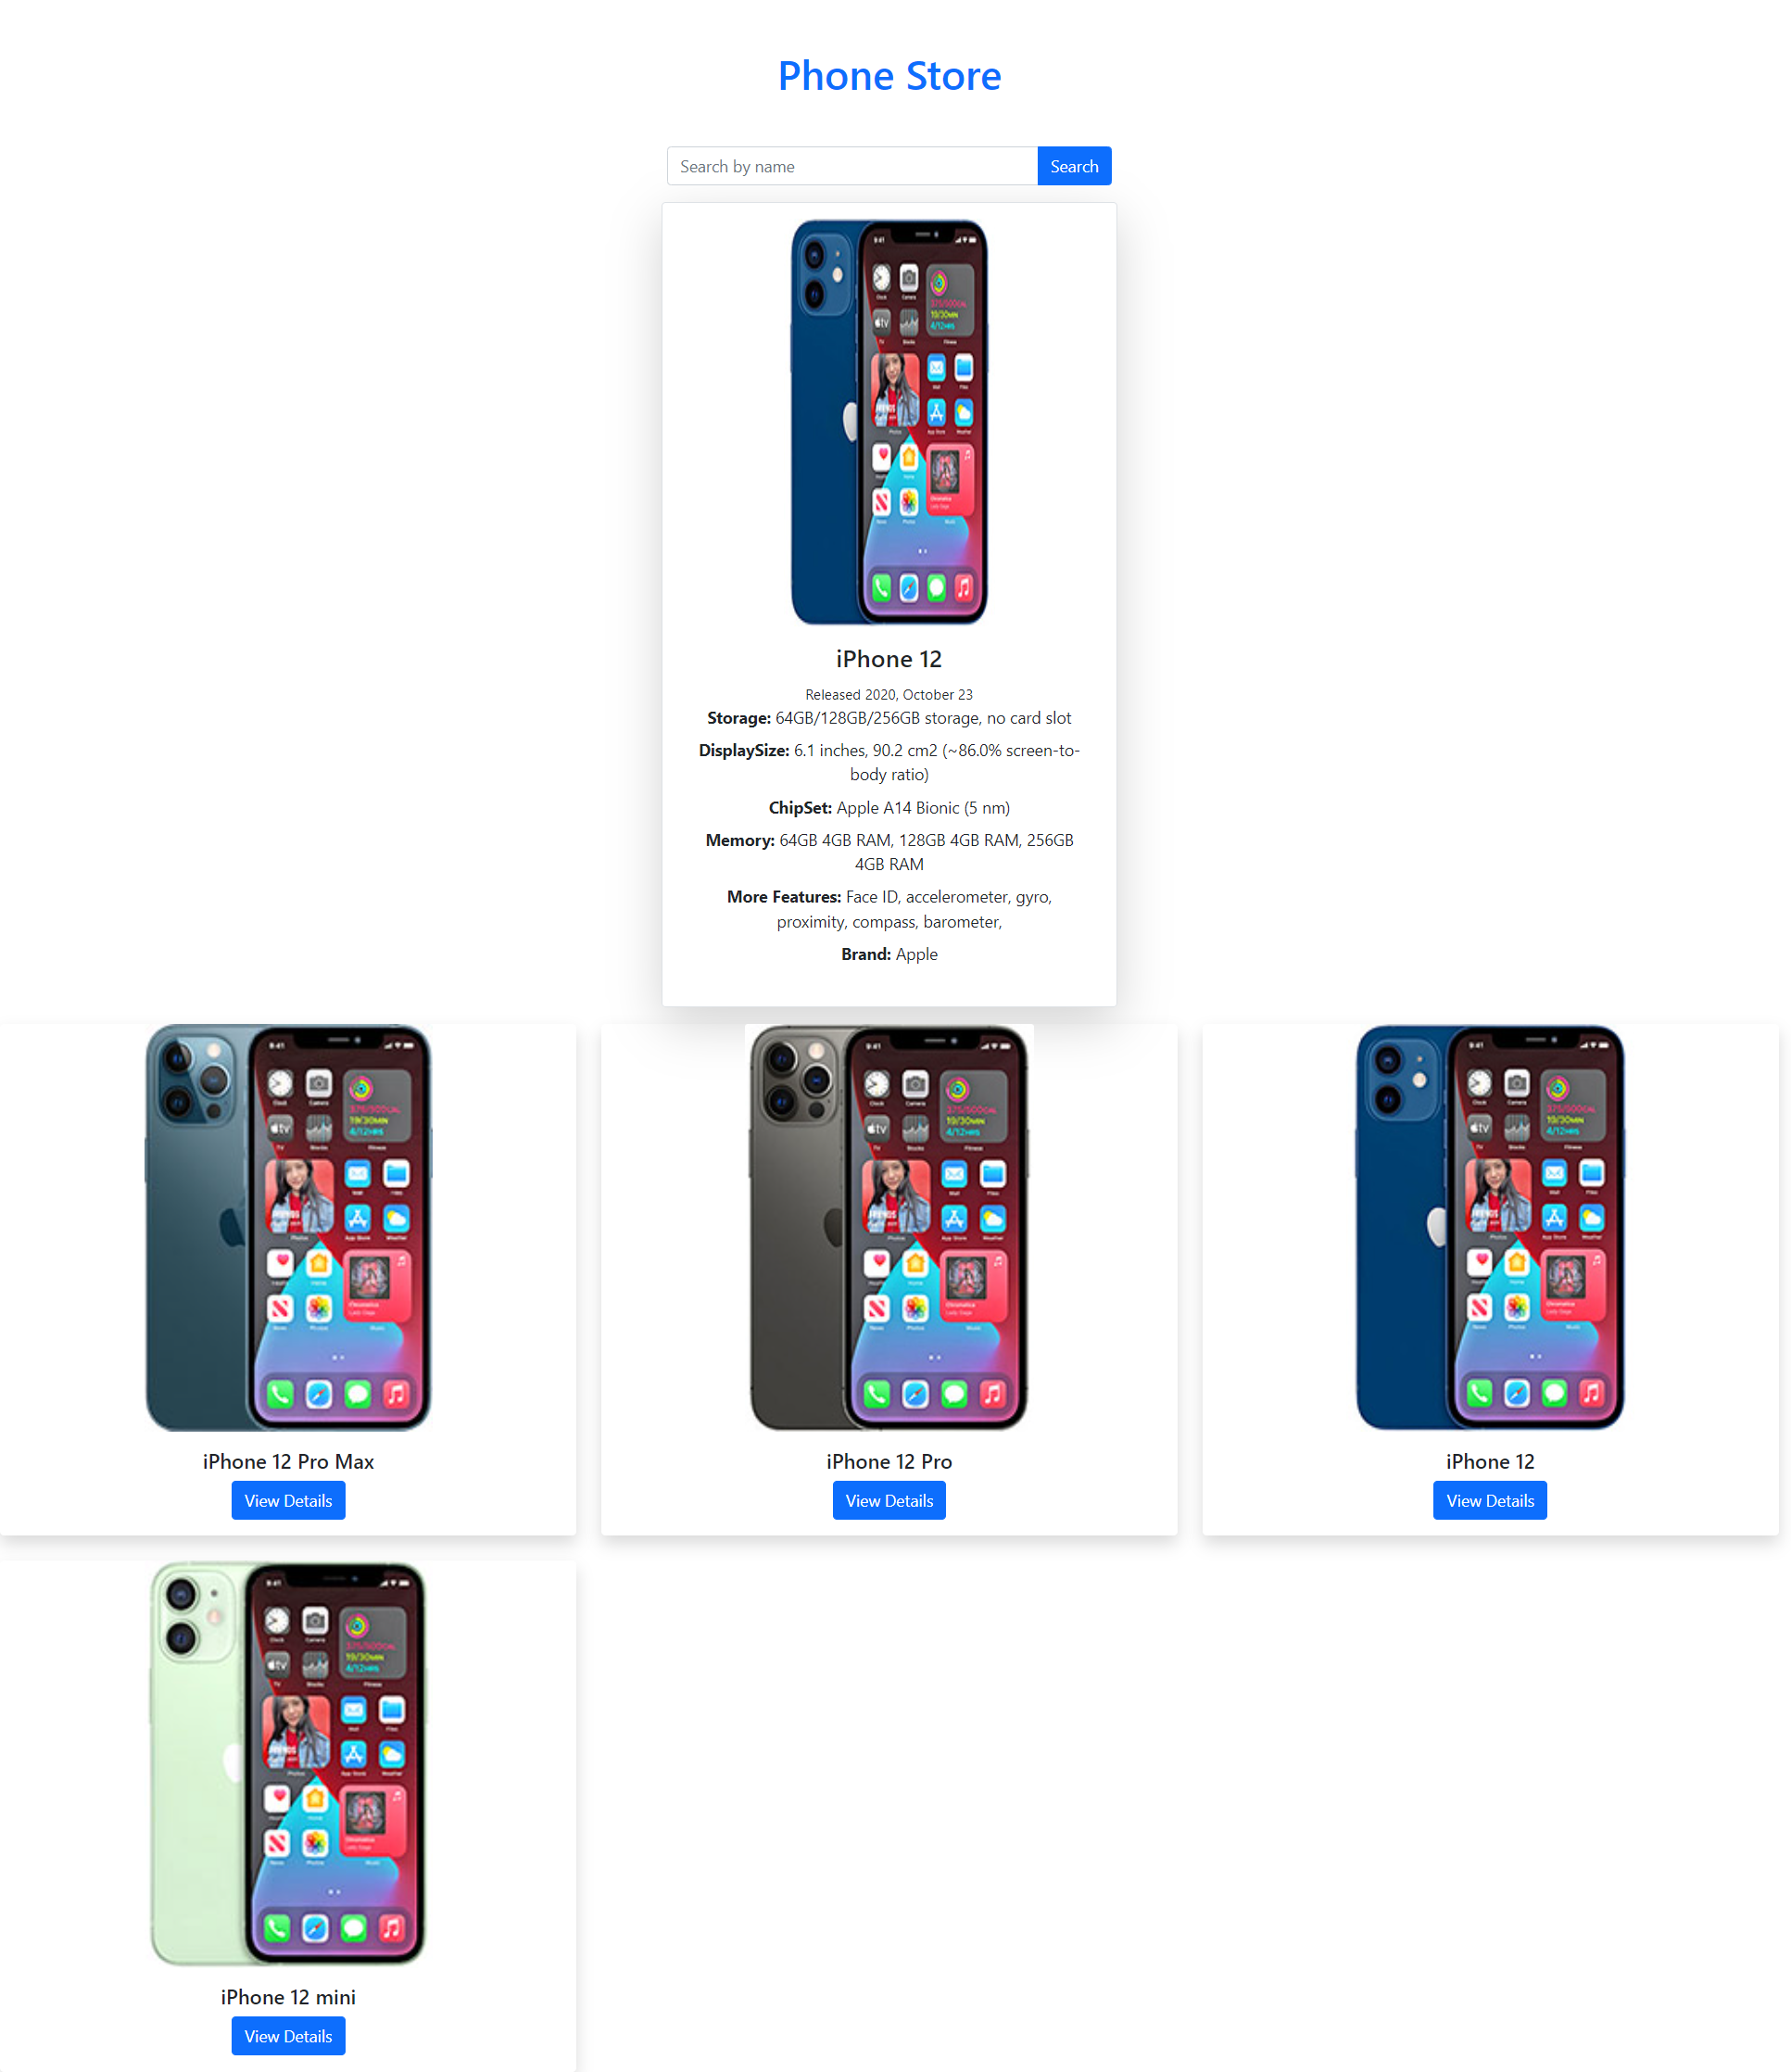 Phone Store
Search by name
Search
iPhone 12
Released 2020, October 23
Storage: 64GB/128GB/256GB storage, no card slot
DisplaySize: 6.1 inches, 90.2 cm2 (~86.0% screen-to-
body ratio)
ChipSet: Apple A14 Bionic (5 nm)
Memory: 64GB 4GB RAM, 128GB 4GB RAM, 256GB
4GB RAM
More Features: Face ID, accelerometer, gyro,
proximity, compass, barometer,
Brand: Apple
iPhone 12 Pro Max
View Details
iPhone 12 Pro
View Details
iPhone 12
View Details
iPhone 12 mini
View Details